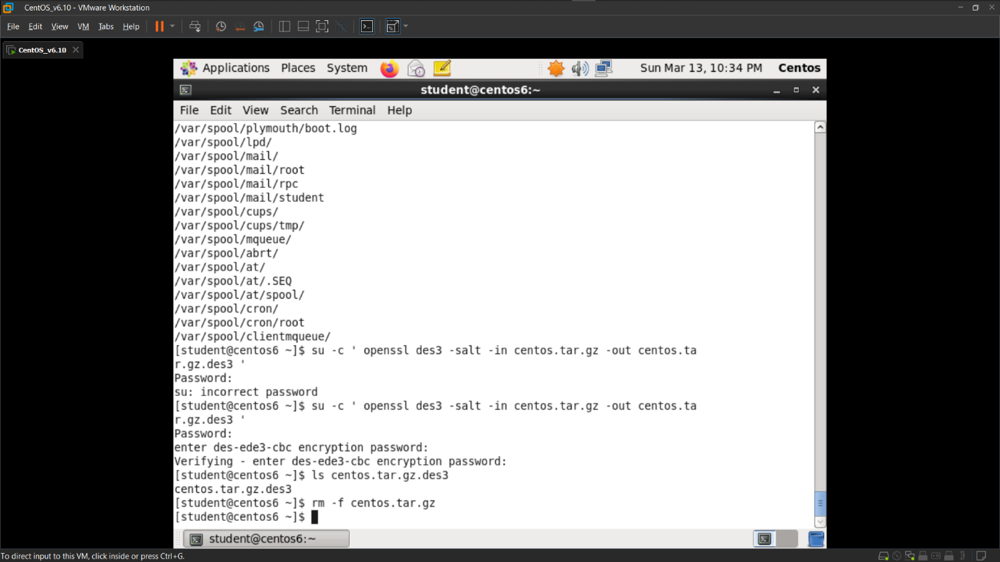 CentOS_v6.10 - VMware Workstation
File Edit View VM Tabs Help
CentOS_v6.10
Applications Places System Sun Mar 13, 10:34 PM Centos
student@centos6:~
File Edit View Search Terminal Help
/var/spool/plymouth/boot.log
/var/spool/lpd/
/var/spool/mail/
/var/spool/mail/root
/var/spool/mail/rpc
/var/spool/mail/student
/var/spool/cups/
/var/spool/cups/tmp/
/var/spool/mqueue/
/var/spool/abrt/
/var/spool/at/
/var/spool/at/.SEQ
/var/spool/at/spool/
/var/spool/cron/
/var/spool/cron/root
/var/spool/clientmqueue/
[student@centos6 ~]$ su -c ' openssl des3 -salt -in centos.tar.gz -out centos.ta
r.gz.des3 '
Password:
su: incorrect password
[student@centos6 ~]$ su -c ' openssl des3 -salt -in centos.tar.gz -out centos.ta
r.gz.des3 '
Password:
enter des-ede3-cbc encryption password:
Verifying - enter des-ede3-cbc encryption password:
[student@centos6 ~]$ ls centos.tar.gz.des3
centos.tar.gz.des3
[student@centos6 ~]$ rm -f centos.tar.gz
[student@centos6 ~]$
student@centos6:~
To direct input to this VM, click inside or press Ctrl+G.